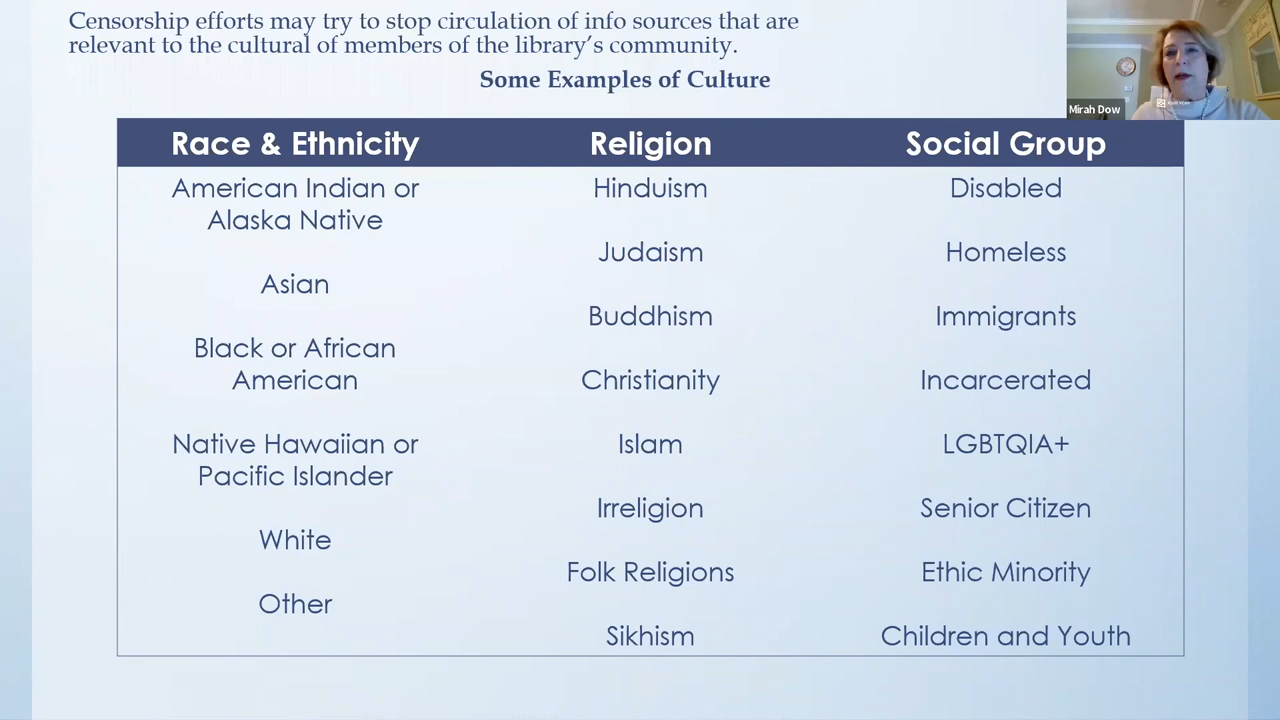 Censorship efforts may try to stop circulation of info sources that are
relevant to the cultural of members of the library's community.
Some Examples of Culture
Mirah Dow
Race & Ethnicity
Religion
Social Group
American Indian or
Alaska Native
Asian
Black or African
American
Native Hawaiian or
Pacific Islander
White
Other
Hinduism
Judaism
Buddhism
Christianity
Islam
Irreligion
Folk Religions
Sikhism
Disabled
Homeless
Immigrants
Incarcerated
LGBTQIA+
Senior Citizen
Ethic Minority
Children and Youth